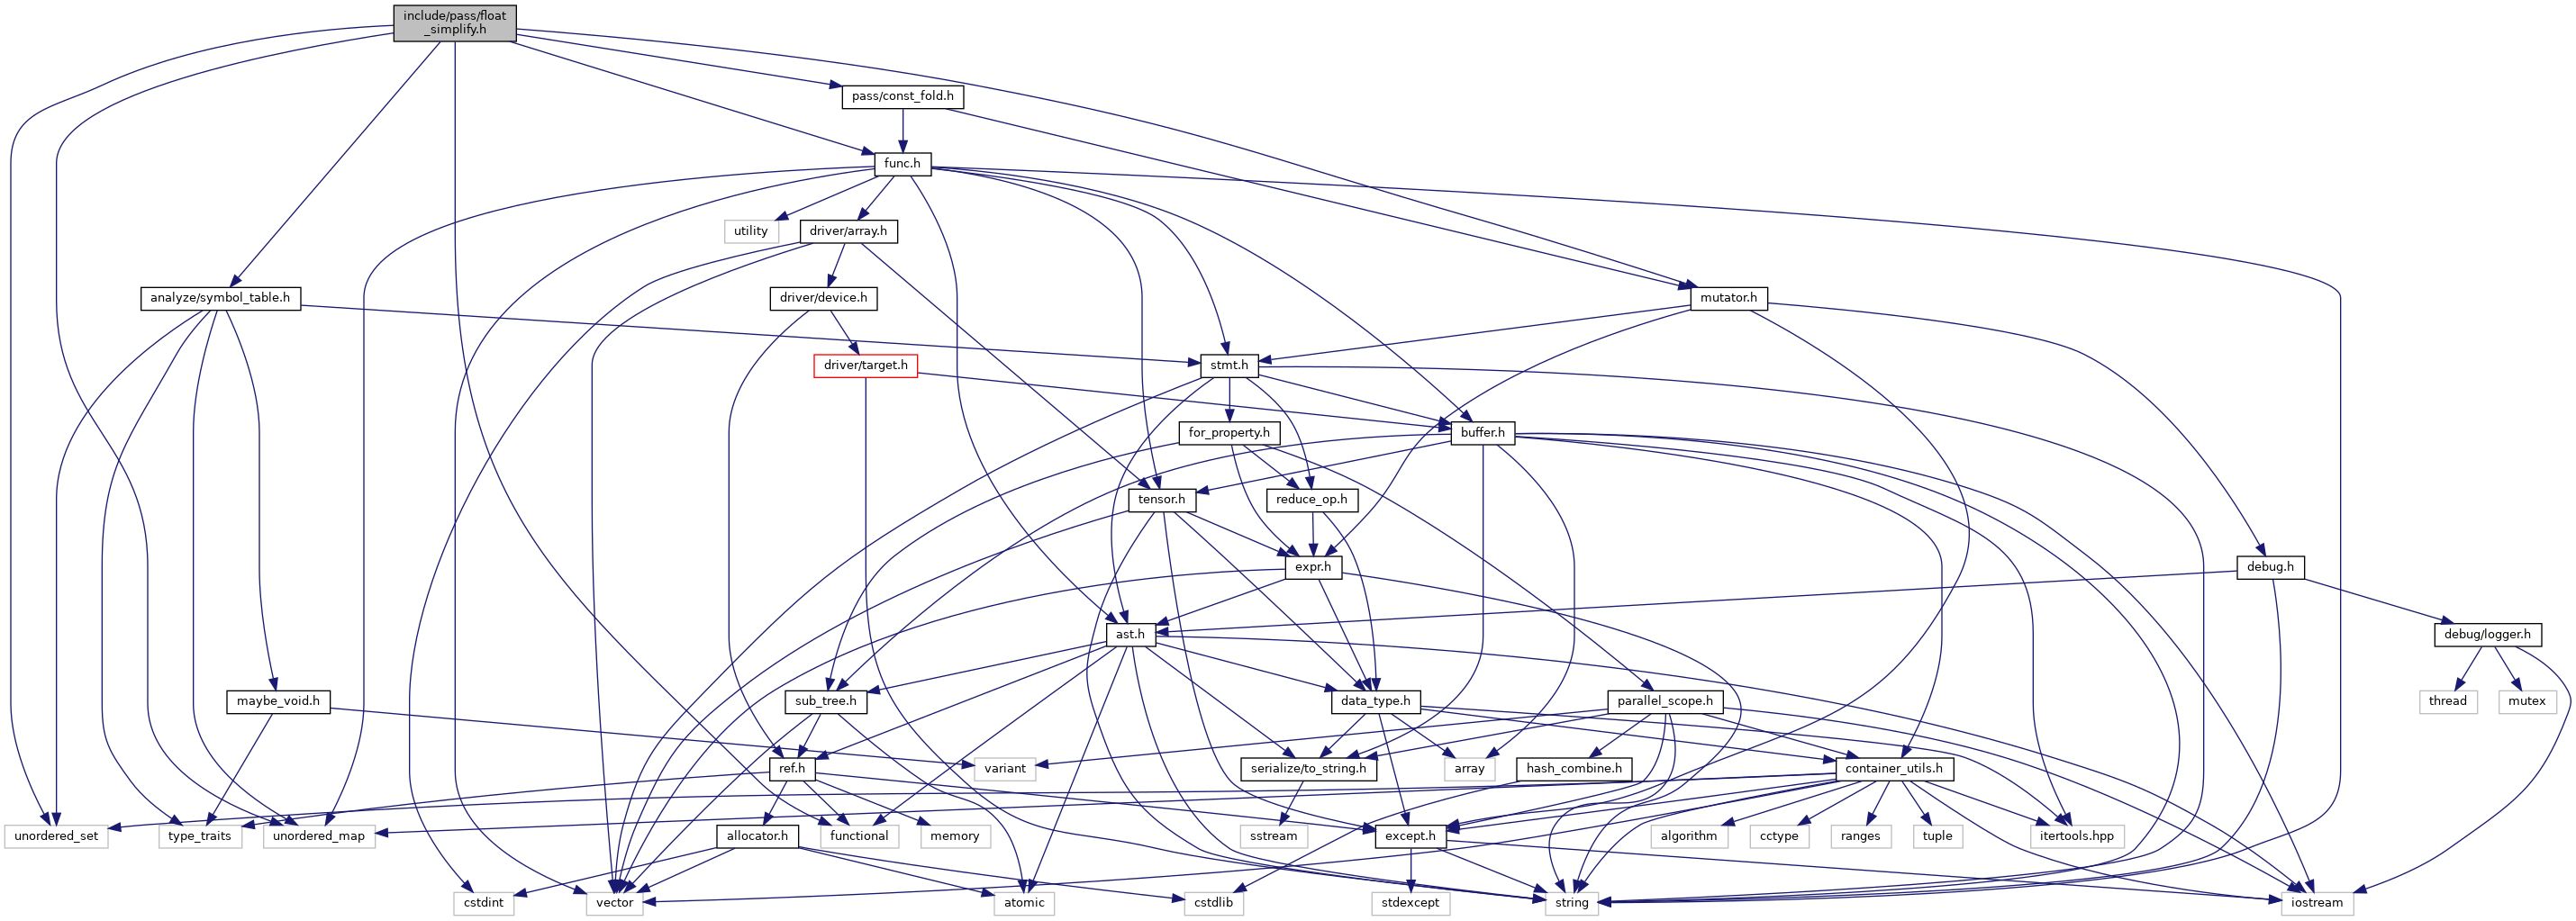 include/pass/float
_simplify.h
pass/const_fold.h
func.h
utility
driver/array.h
analyze/symbol_table.h
driver/device.h
mutator.h
driver/target.h
stmt.h
for_property.h
buffer.h
tensor.h
reduce_op.h
expr.h
debug.h
ast.h
debug/logger.h
maybe_void.h
sub_tree.h
data_type.h
parallel_scope.h
thread
mutex
ref.h
variant
serialize/to_string.h
array
hash_combine.h
container_utils.h
unordered_set
type_traits
unordered_map
allocator.h
functional
memory
sstream
except.h
algorithm
cctype
ranges
tuple
itertools.hpp
cstdint
vector
atomic
cstdlib
stdexcept
string
iostream